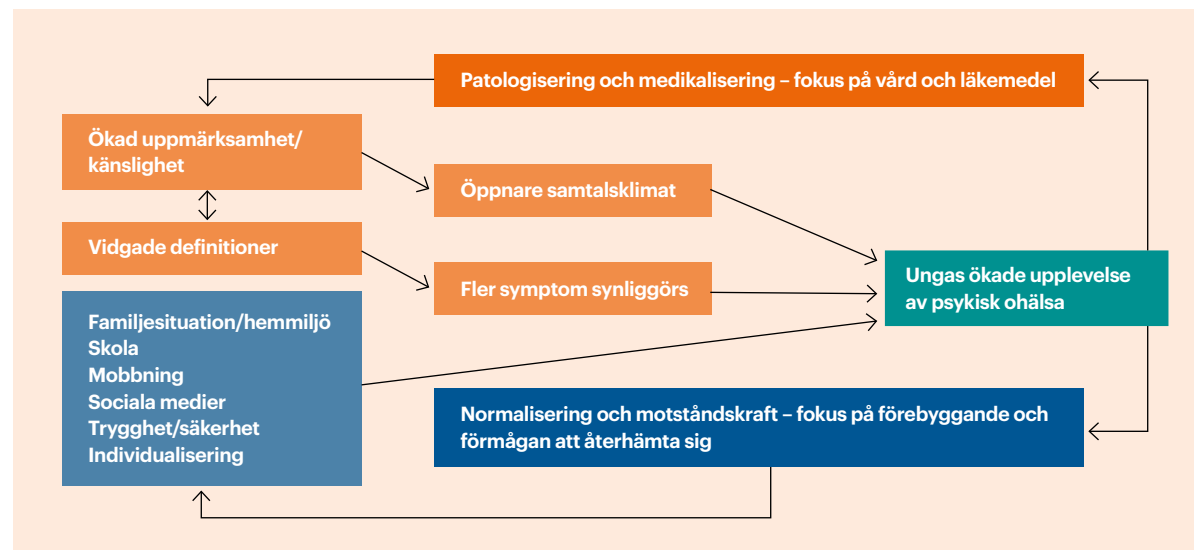 Patologisering och medikalisering – fokus på vård och läkemedel
Ökad uppmärksamhet/
känslighet
Öppnare samtalsklimat
Vidgade definitioner
Fler symptom synliggörs
Ungas ökade upplevelse
av psykisk ohälsa
Familjesituation/hemmiljö
Skola
Mobbning
Sociala medier
Trygghet/säkerhet
Individualisering
Normalisering och motståndskraft – fokus på förebyggande och
förmågan att återhämta sig